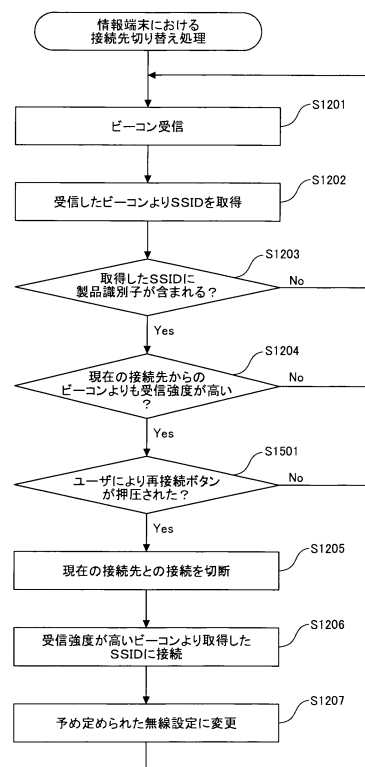 情報端末における
接続先切り替え処理
S1201
ビーコン受信
S1202
受信したビーコンよりSSIDを取得
S1203
取得したSSIDに
製品識別子が含まれる？
No
Yes
S1204
現在の接続先からの
ビーコンよりも受信強度が高い
？
No
Yes
S1501
ユーザにより再接続ボタン
が押圧された？
No
Yes
S1205
現在の接続先との接続を切断
S1206
受信強度が高いビーコンより取得した
SSIDに接続
S1207
予め定められた無線設定に変更